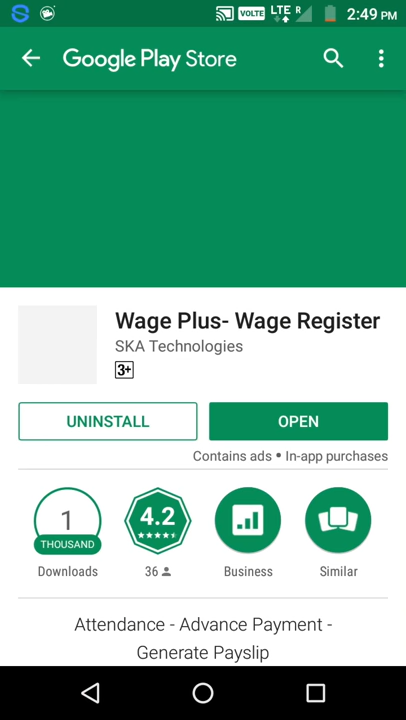 VOLTE LTE R 2:49 PM
Google Play Store
Wage Plus- Wage Register
SKA Technologies
3+
UNINSTALL OPEN
Contains ads • In-app purchases
1 4.2
THOUSAND
Downloads 36 Business Similar
Attendance - Advance Payment -
Generate Payslip